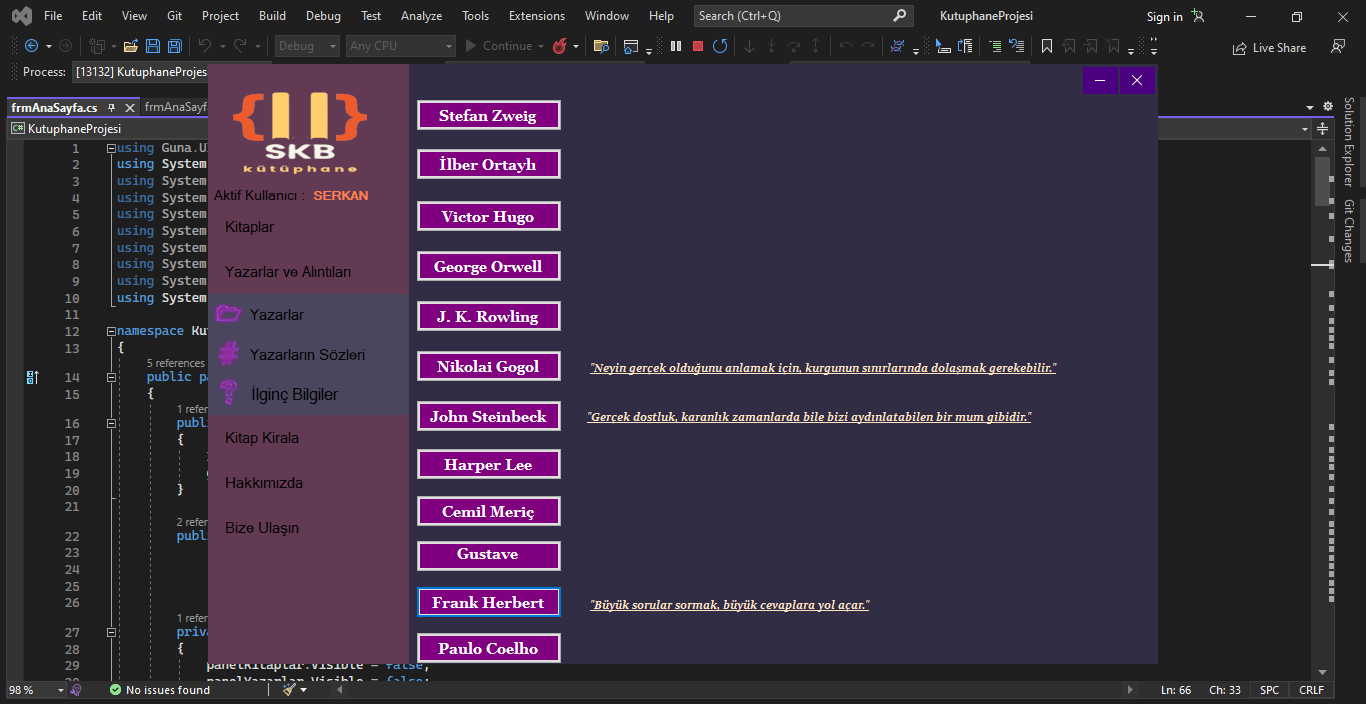 File Edit View Git Project Build Debug Test Analyze Tools Extensions Window Help Search (Ctrl+Q) KutuphaneProjesi Sign in
Debug Any CPU Continue Live Share
Process: [13132] KutuphaneProjes
frmAnaSayfa.cs frmAnaSayf
KutuphaneProjesi
1 using Guna.U
2 using System
3 using System
4 using System
5 using System
6 using System
7 using System
8 using System
9 using System
10 using System
11
12 namespace Ku
13 {
5 references
14 public pa
15 {
1 refer
16 publi
17 {
18
19
20 }
21
2 refer
22 publi
23
24
25
26
1 refer
27 priva
28 {
29 panelKitaplar.Visible = false;
panelYazarlar.Visible = false;
SKB
kütüphane
Aktif Kullanıcı : SERKAN
Kitaplar
Yazarlar ve Alıntıları
Yazarlar
# Yazarların Sözleri
? İlginç Bilgiler
Kitap Kirala
Hakkımızda
Bize Ulaşın
Stefan Zweig
İlber Ortaylı
Victor Hugo
George Orwell
J. K. Rowling
Nikolai Gogol
"Neyin gerçek olduğunu anlamak için, kurgunun sınırlarında dolaşmak gerekebilir."
John Steinbeck
"Gerçek dostluk, karanlık zamanlarda bile bizi aydınlatabilen bir mum gibidir."
Harper Lee
Cemil Meriç
Gustave
Frank Herbert
"Büyük sorular sormak, büyük cevaplara yol açar."
Paulo Coelho
Solution Explorer
Git Changes
98 % No issues found Ln: 66 Ch: 33 SPC CRLF